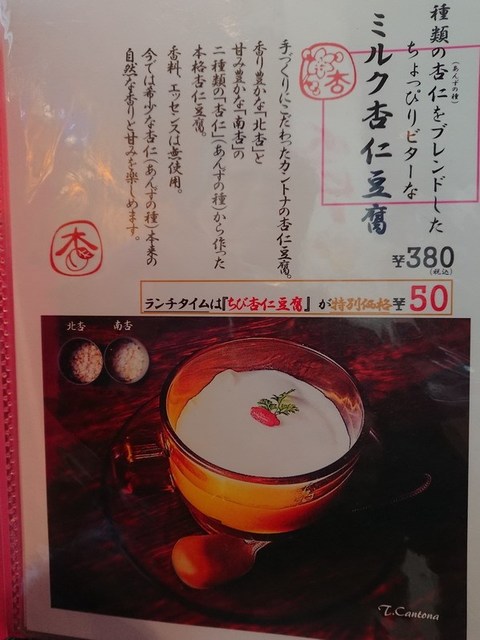 種類の杏仁をブレンドした
(あんずの種)
ちょっぴりビターな
ミルク杏仁豆腐
杏
¥380
(税込)
手づくりにこだわったカントナの杏仁豆腐。
香り豊かな「北杏」と
甘み豊かな「南杏」の
二種類の「杏仁」(あんずの種)から作った
本格杏仁豆腐。
香料、エッセンスは無使用。
今では希少な杏仁(あんずの種)本来の
自然な香りと甘みを楽しめます。
杏
ランチタイムは『ちび杏仁豆腐』が特別価格¥50
北杏 南杏
T.Cantona